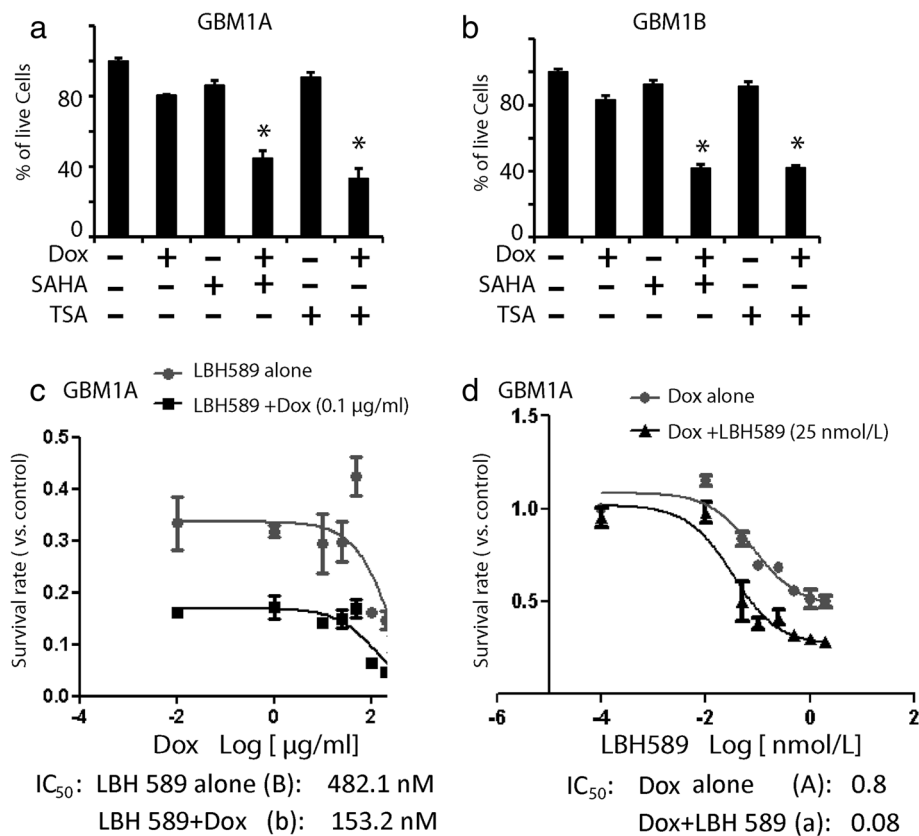 a GBM1A
b GBM1B
% of live Cells
80
40
0
* *
Dox − + − + − +
SAHA − − + + − −
TSA − − − − + +
% of live Cells
80
40
0
* *
Dox − + − + − +
SAHA − − + + − −
TSA − − − − + +
c GBM1A
LBH589 alone
LBH589 +Dox (0.1 µg/ml)
Survival rate ( vs. control)
0.5
0.4
0.3
0.2
0.1
0.0
-4 -2 0 2
Dox Log [ µg/ml]
IC50: LBH 589 alone (B): 482.1 nM
LBH 589+Dox (b): 153.2 nM
d GBM1A
Dox alone
Dox +LBH589 (25 nmol/L)
Survival rate ( vs. control)
1.5
1.0
0.5
-6 -4 -2 0 2
LBH589 Log [ nmol/L]
IC50: Dox alone (A): 0.8
Dox+LBH 589 (a): 0.08